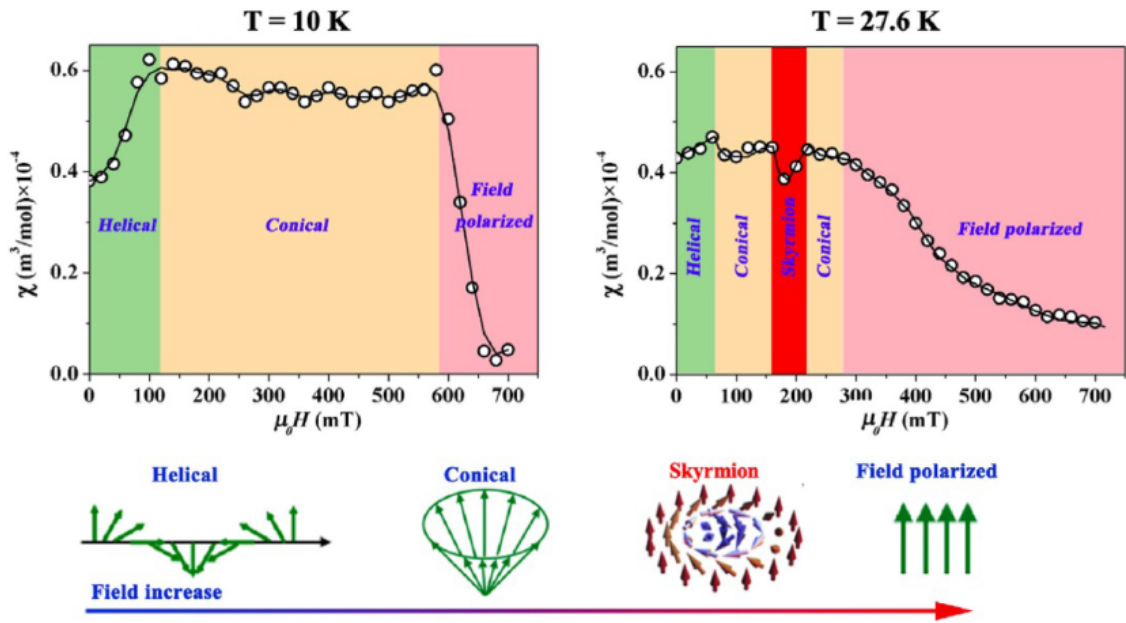 T = 10 K
χ (m³/mol)×10⁻⁴
0.6
0.4
0.2
0.0
Helical
Conical
Field
polarized
0 100 200 300 400 500 600 700
μ₀H (mT)
T = 27.6 K
χ (m³/mol)×10⁻⁴
0.6
0.4
0.2
0.0
Helical
Conical
Skyrmion
Conical
Field polarized
0 100 200 300 400 500 600 700
μ₀H (mT)
Helical
Conical
Skyrmion
Field polarized
Field increase